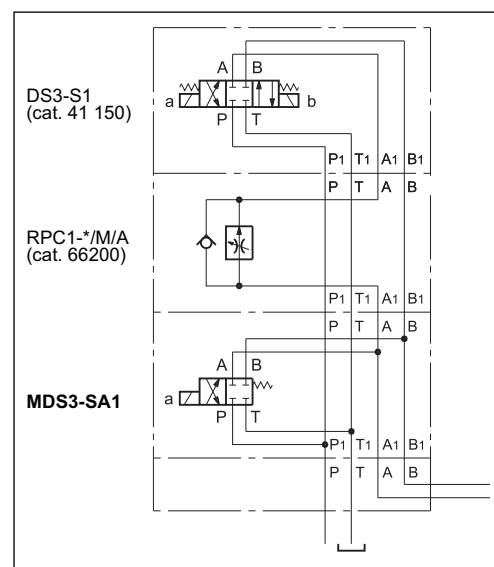 A B
DS3-S1
(cat. 41 150)
a b
P T
P1 T1 A1 B1
P T A B
RPC1-*/M/A
(cat. 66200)
P1 T1 A1 B1
P T A B
A B
MDS3-SA1
a
P T
P1 T1 A1 B1
P T A B